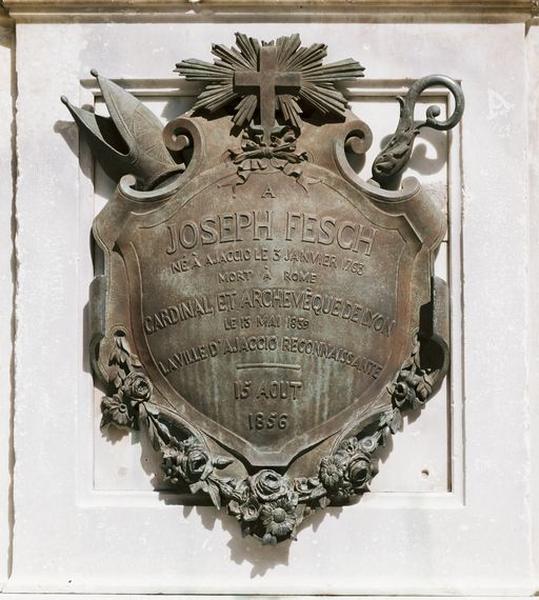 A
JOSEPH FESCH
NÉ À AJACCIO LE 3 JANVIER 1763
MORT À ROME
CARDINAL ET ARCHEVÊQUE DE LYON
LE 13 MAI 1839
LA VILLE D'AJACCIO RECONNAISSANTE
15 AOUT
1856